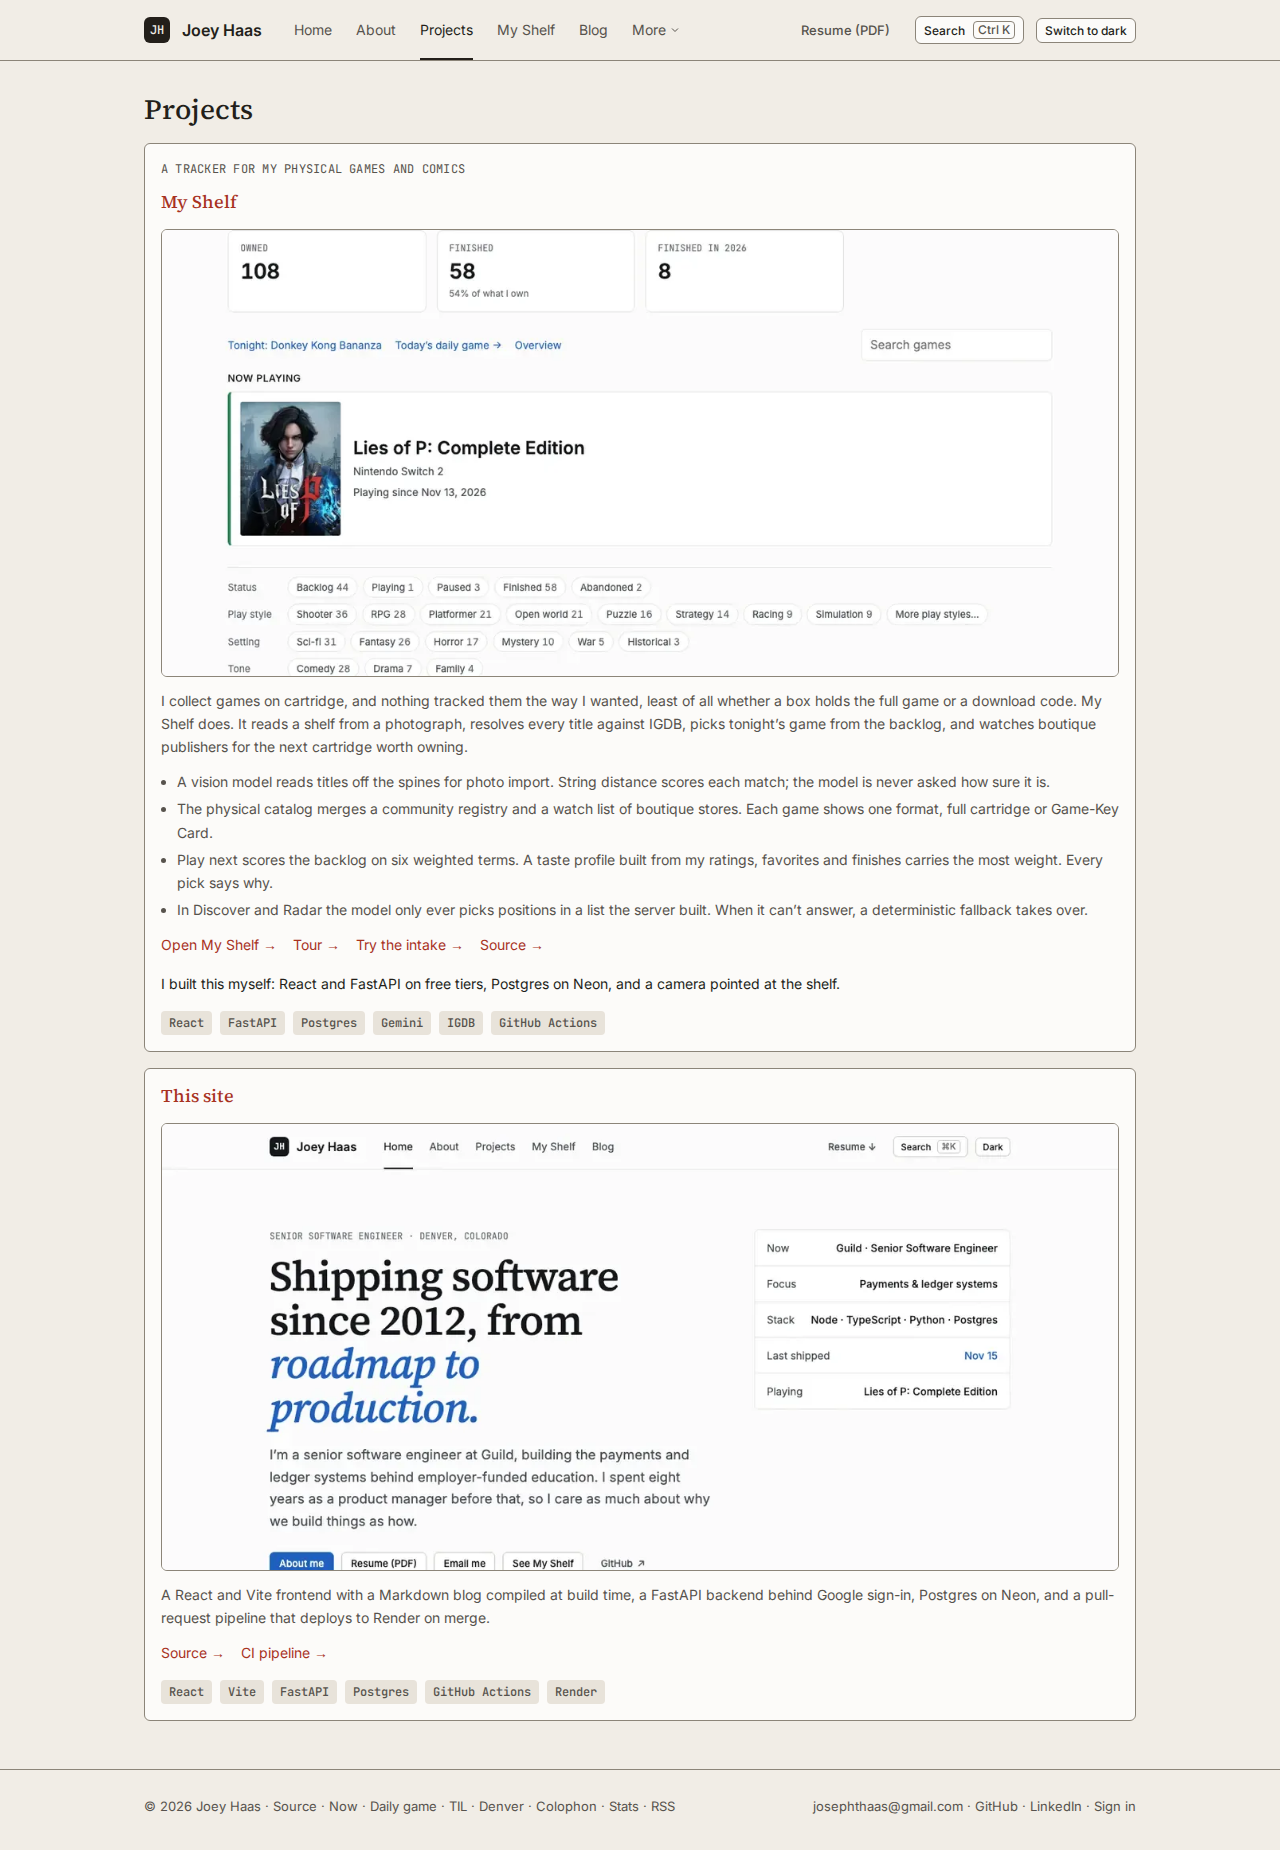 JH Joey Haas Home About Projects My Shelf Blog More Resume (PDF) Search Ctrl K Switch to dark
Projects
A TRACKER FOR MY PHYSICAL GAMES AND COMICS
My Shelf
OWNED FINISHED FINISHED IN 2026
108 58 8
54% of what I own
Tonight: Donkey Kong Bananza Today's daily game → Overview Search games
NOW PLAYING
LIES OF P
Lies of P: Complete Edition
Nintendo Switch 2
Playing since Nov 13, 2026
Status Backlog 44 Playing 1 Paused 3 Finished 58 Abandoned 2
Play style Shooter 36 RPG 28 Platformer 21 Open world 21 Puzzle 16 Strategy 14 Racing 9 Simulation 9 More play styles...
Setting Sci-fi 31 Fantasy 26 Horror 17 Mystery 10 War 5 Historical 3
Tone Comedy 28 Drama 7 Family 4
I collect games on cartridge, and nothing tracked them the way I wanted, least of all whether a box holds the full game or a download code. My
Shelf does. It reads a shelf from a photograph, resolves every title against IGDB, picks tonight’s game from the backlog, and watches boutique
publishers for the next cartridge worth owning.
• A vision model reads titles off the spines for photo import. String distance scores each match; the model is never asked how sure it is.
• The physical catalog merges a community registry and a watch list of boutique stores. Each game shows one format, full cartridge or Game-Key
Card.
• Play next scores the backlog on six weighted terms. A taste profile built from my ratings, favorites and finishes carries the most weight. Every
pick says why.
• In Discover and Radar the model only ever picks positions in a list the server built. When it can’t answer, a deterministic fallback takes over.
Open My Shelf → Tour → Try the intake → Source →
I built this myself: React and FastAPI on free tiers, Postgres on Neon, and a camera pointed at the shelf.
React FastAPI Postgres Gemini IGDB GitHub Actions
This site
JH Joey Haas Home About Projects My Shelf Blog Resume ↓ Search ⌘K Dark
SENIOR SOFTWARE ENGINEER · DENVER, COLORADO
Shipping software
since 2012, from
roadmap to
production.
Now Guild · Senior Software Engineer
Focus Payments & ledger systems
Stack Node · TypeScript · Python · Postgres
Last shipped Nov 15
Playing Lies of P: Complete Edition
I’m a senior software engineer at Guild, building the payments and
ledger systems behind employer-funded education. I spent eight
years as a product manager before that, so I care as much about why
we build things as how.
About me Resume (PDF) Email me See My Shelf GitHub ↗
A React and Vite frontend with a Markdown blog compiled at build time, a FastAPI backend behind Google sign-in, Postgres on Neon, and a pull-
request pipeline that deploys to Render on merge.
Source → CI pipeline →
React Vite FastAPI Postgres GitHub Actions Render
© 2026 Joey Haas · Source · Now · Daily game · TIL · Denver · Colophon · Stats · RSS josephthaas@gmail.com · GitHub · LinkedIn · Sign in